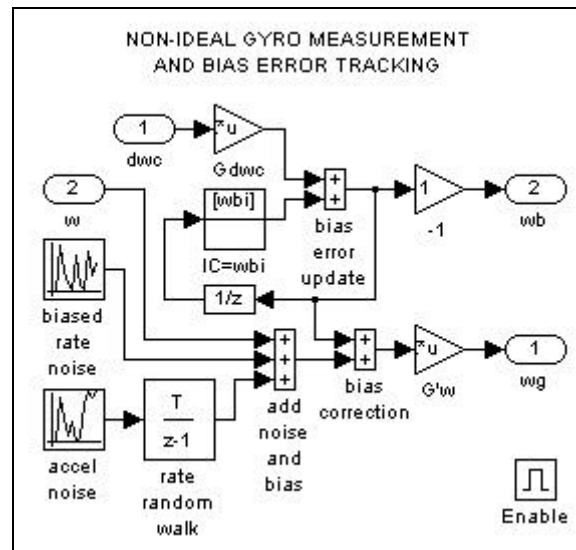 NON-IDEAL GYRO MEASUREMENT
AND BIAS ERROR TRACKING
1
dwc
* u
Gdwc
2
w
[wbi]
IC=wbi
+
+
bias
error
update
1
-1
2
wb
1/z
biased
rate
noise
+
+
+
add
noise
and
bias
+
+
bias
correction
* u
G'w
1
wg
accel
noise
T
z-1
rate
random
walk
Enable